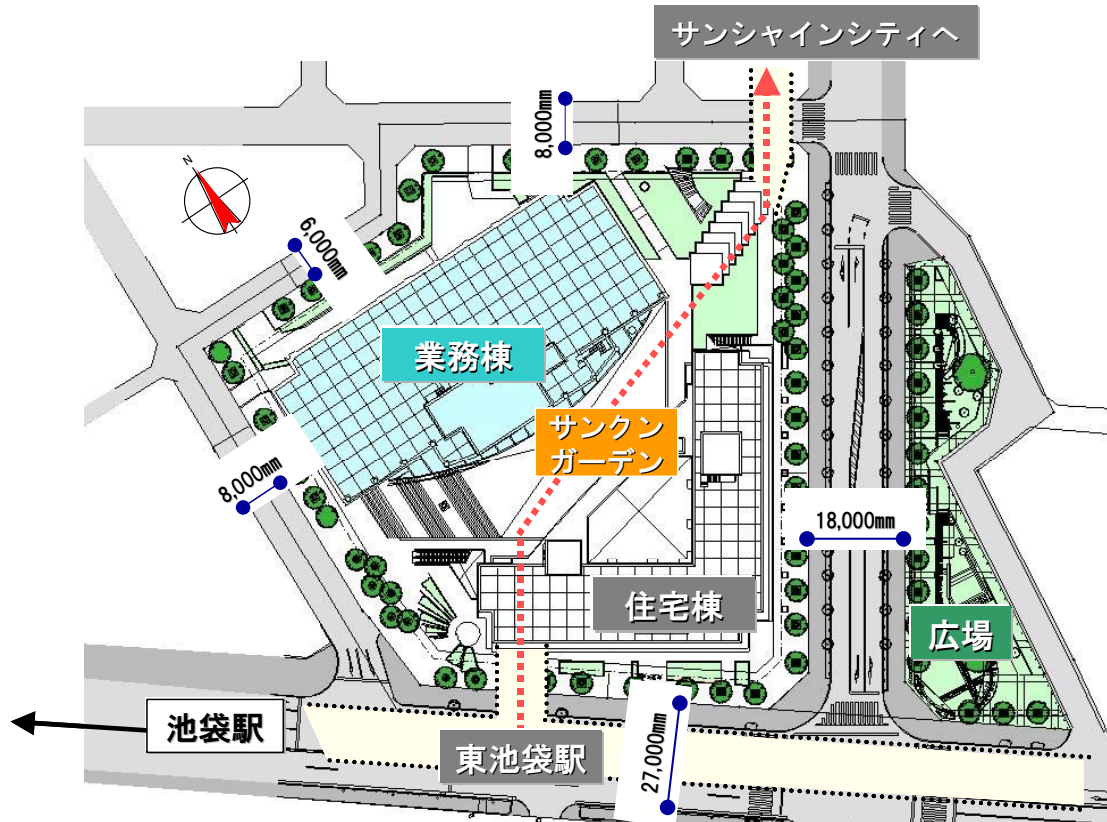 サンシャインシティへ
8,000mm
N
6,000mm
業務棟
サンクン
ガーデン
8,000mm
18,000mm
住宅棟
広場
池袋駅
東池袋駅
27,000mm